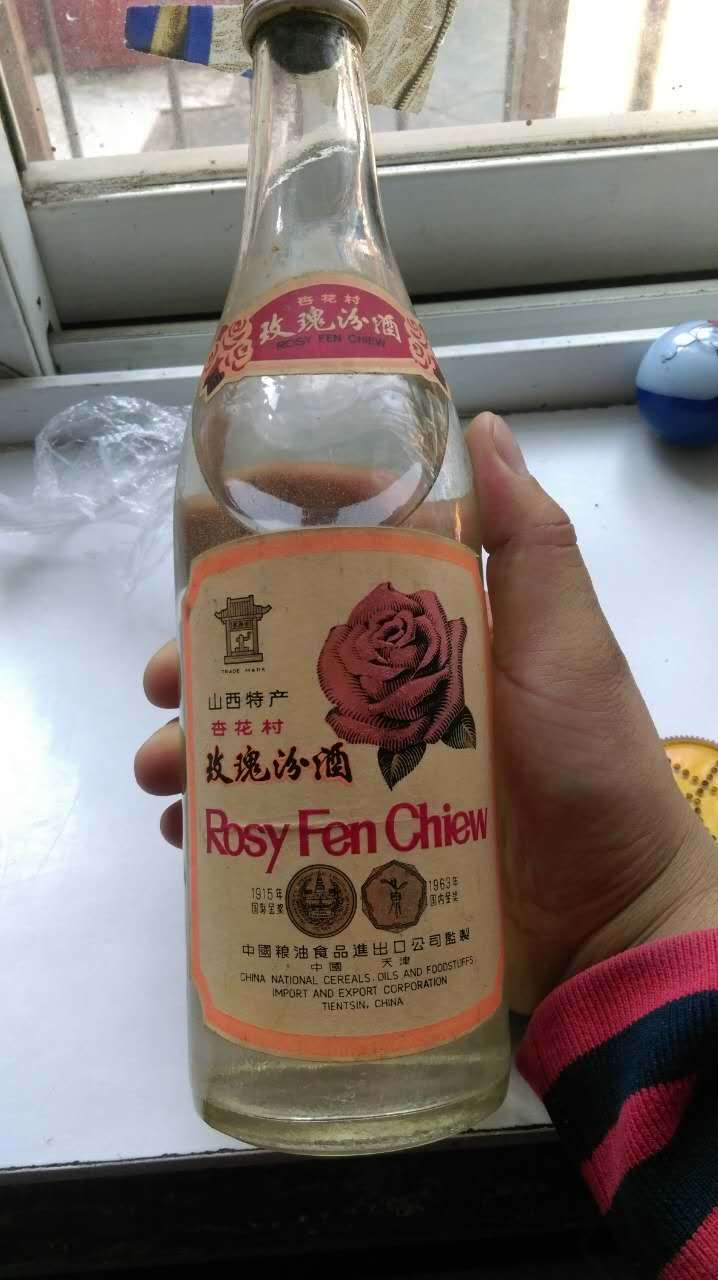 杏花村
玫瑰汾酒
ROSY FEN CHIEW
TRADE MARK
山西特产
杏花村
玫瑰汾酒
Rosy Fen Chiew
1915年
国际金奖
1963年
国内金奖
中國粮油食品進出口公司監製
中國 天津
CHINA NATIONAL CEREALS, OILS AND FOODSTUFFS
IMPORT AND EXPORT CORPORATION
TIENTSIN, CHINA